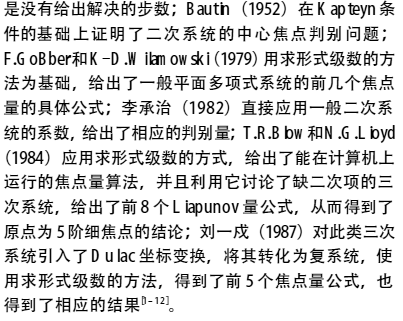 是没有给出解决的步数；Bautin（1952）在Kapteyn条
件的基础上证明了二次系统的中心焦点判别问题；
F.GoBber和K-D.Wilamowski（1979）用求形式级数的方
法为基础，给出了一般平面多项式系统的前几个焦点
量的具体公式；李承治（1982）直接应用一般二次系
统的系数，给出了相应的判别量；T.R.Blow和N.G.Lloyd
（1984）应用求形式级数的方式，给出了能在计算机上
运行的焦点量算法，并且利用它讨论了缺二次项的三
次系统，给出了前8个Liapunov量公式，从而得到了
原点为5阶细焦点的结论；刘一戍（1987）对此类三次
系统引入了Dulac坐标变换，将其转化为复系统，使
用求形式级数的方法，得到了前5个焦点量公式，也
得到了相应的结果[1-12]。